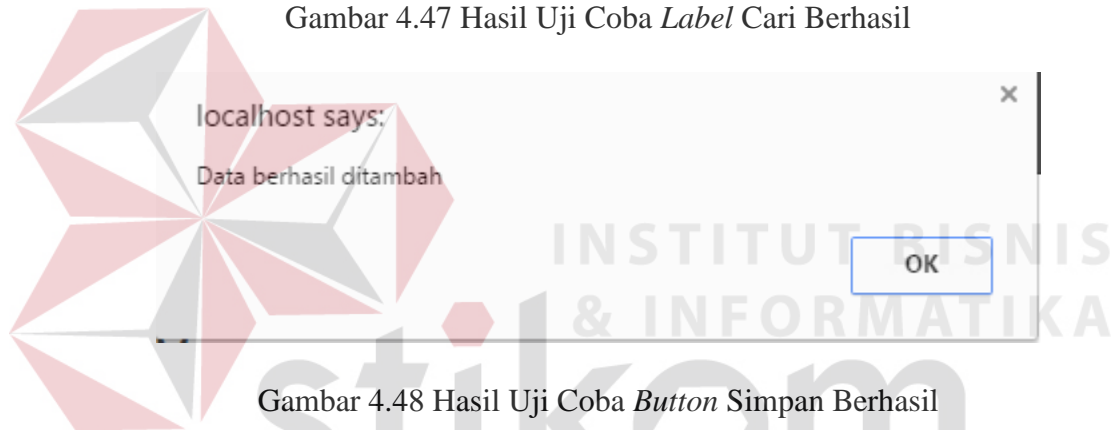 Gambar 4.47 Hasil Uji Coba Label Cari Berhasil
localhost says:
Data berhasil ditambah
INSTITUT BISNIS
OK
& INFORMATIKA
stikom
Gambar 4.48 Hasil Uji Coba Button Simpan Berhasil